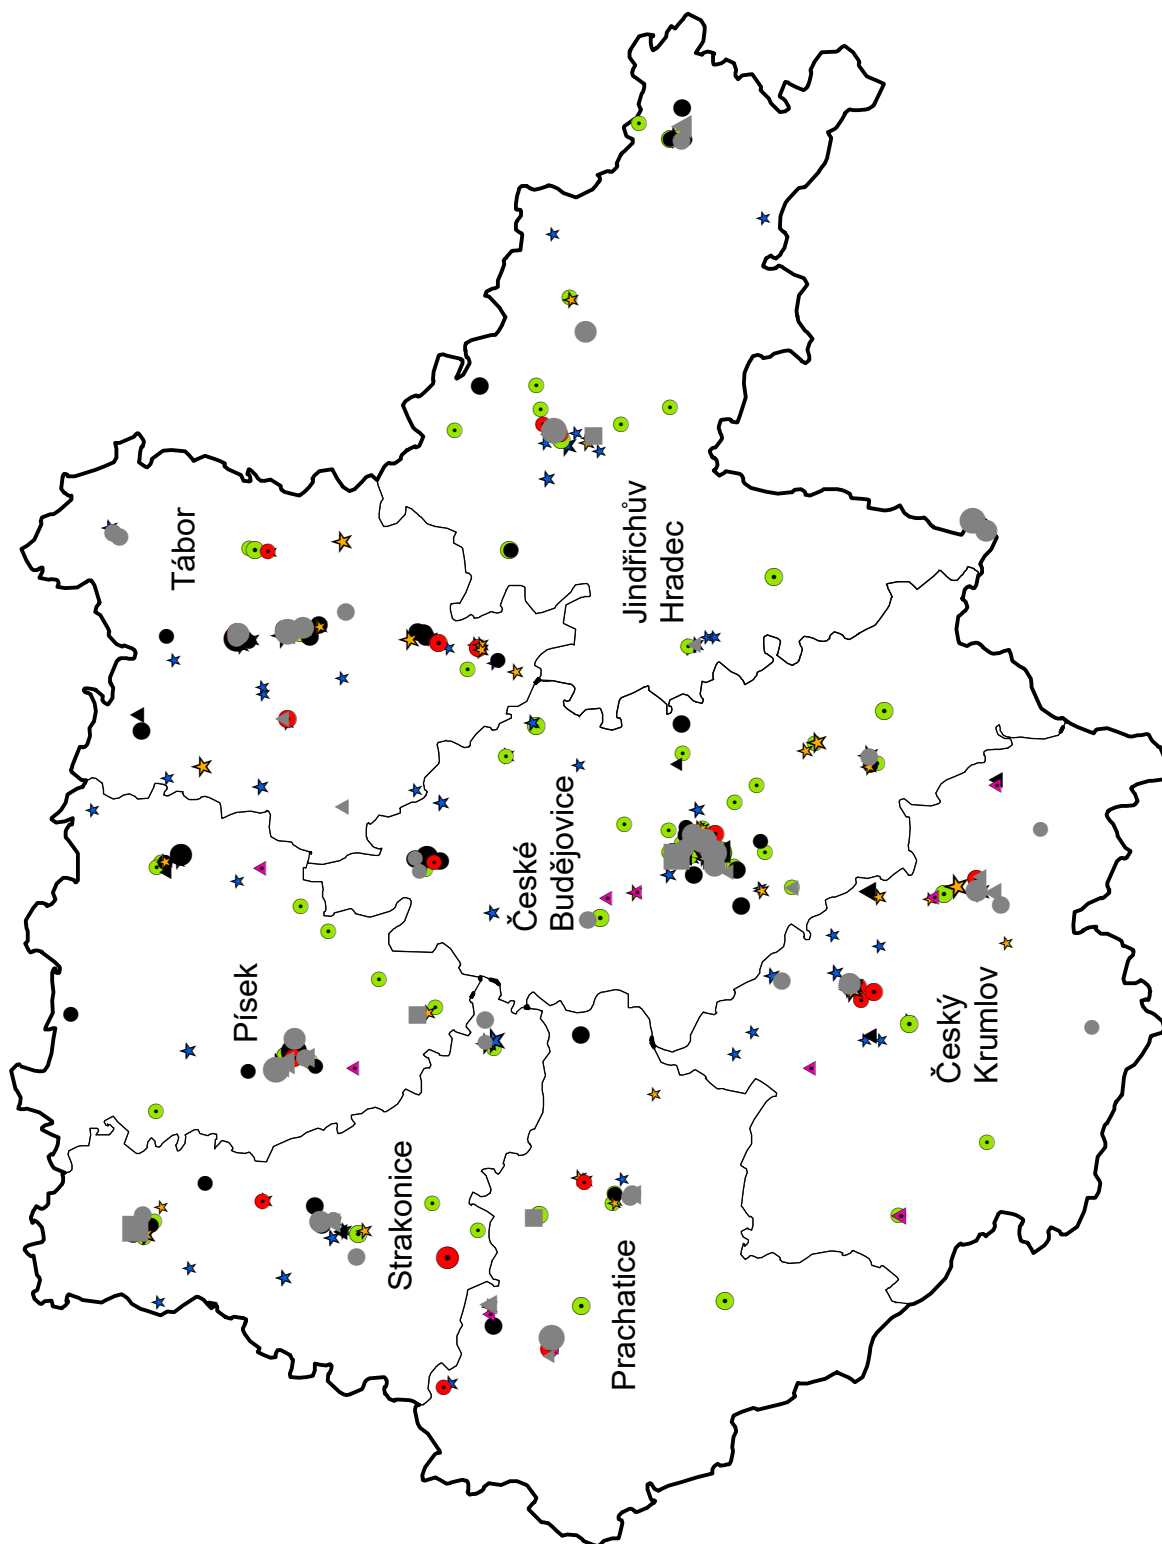 Tábor
Písek
Strakonice
Jindřichův
Hradec
České
Budějovice
Prachatice
Český
Krumlov